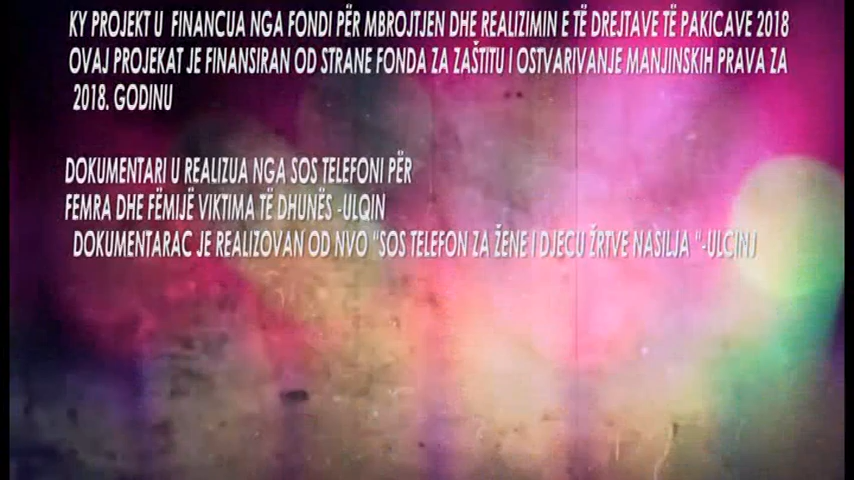 KY PROJEKT U FINANCUA NGA FONDI PËR MBROJTJEN DHE REALIZIMIN E TË DREJTAVE TË PAKICAVE 2018
OVAJ PROJEKAT JE FINANSIRAN OD STRANE FONDA ZA ZAŠTITU I OSTVARIVANJE MANJINSKIH PRAVA ZA
2018. GODINU
DOKUMENTARI U REALIZUA NGA SOS TELEFONI PËR
FEMRA DHE FËMIJË VIKTIMA TË DHUNËS -ULQIN
DOKUMENTARAC JE REALIZOVAN OD NVO "SOS TELEFON ZA ŽENE I DJECU ŽRTVE NASILJA "-ULCINJ